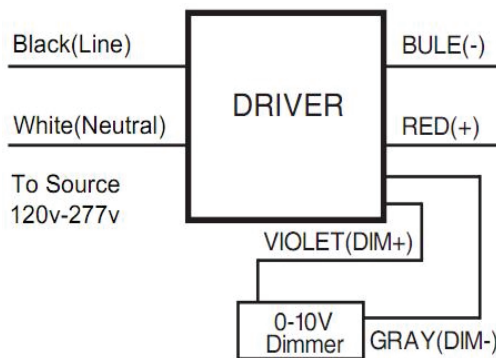 Black(Line)
BULE(-)
DRIVER
White(Neutral)
RED(+)
To Source
120v-277v
VIOLET(DIM+)
0-10V
Dimmer
GRAY(DIM-)